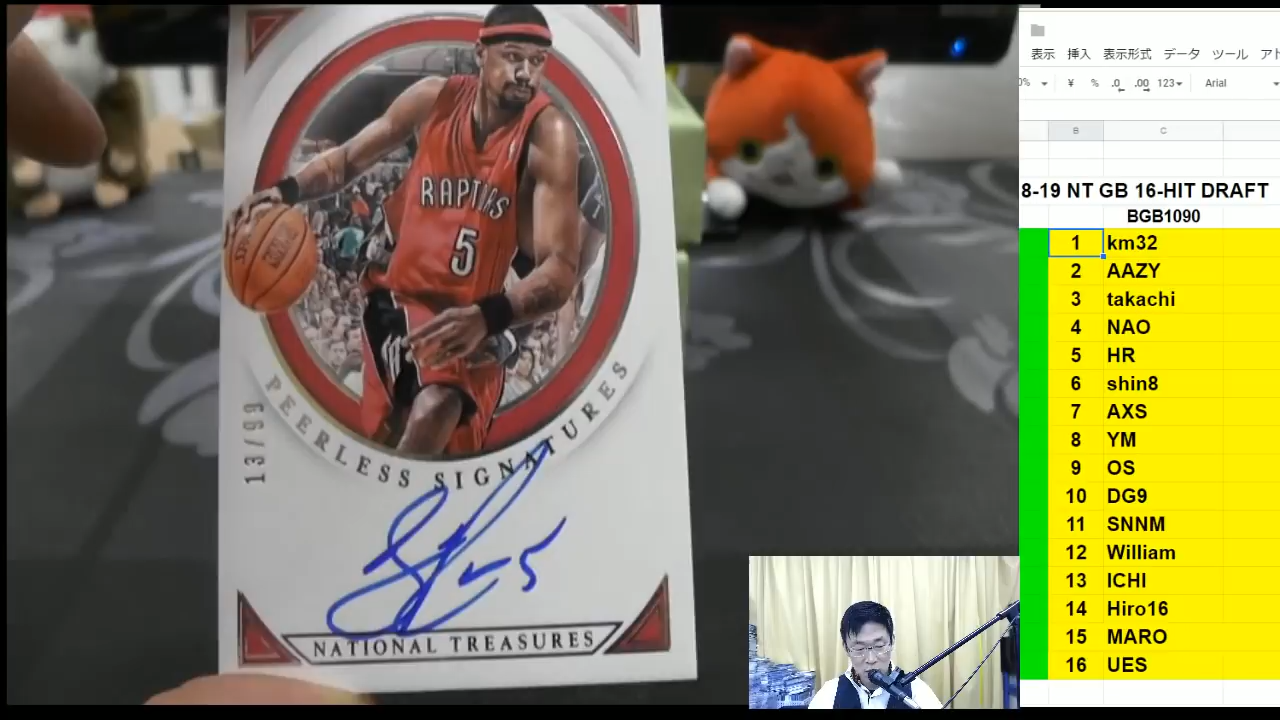 RAPTORS
5
PEERLESS SIGNATURES
13/99
5
NATIONAL TREASURES
表示 挿入 表示形式 データ ツール
¥ % .0 .00 123 Arial
B C
8-19 NT GB 16-HIT DRAFT
BGB1090
1 km32
2 AAZY
3 takachi
4 NAO
5 HR
6 shin8
7 AXS
8 YM
9 OS
10 DG9
11 SNNM
12 William
13 ICHI
14 Hiro16
15 MARO
16 UES